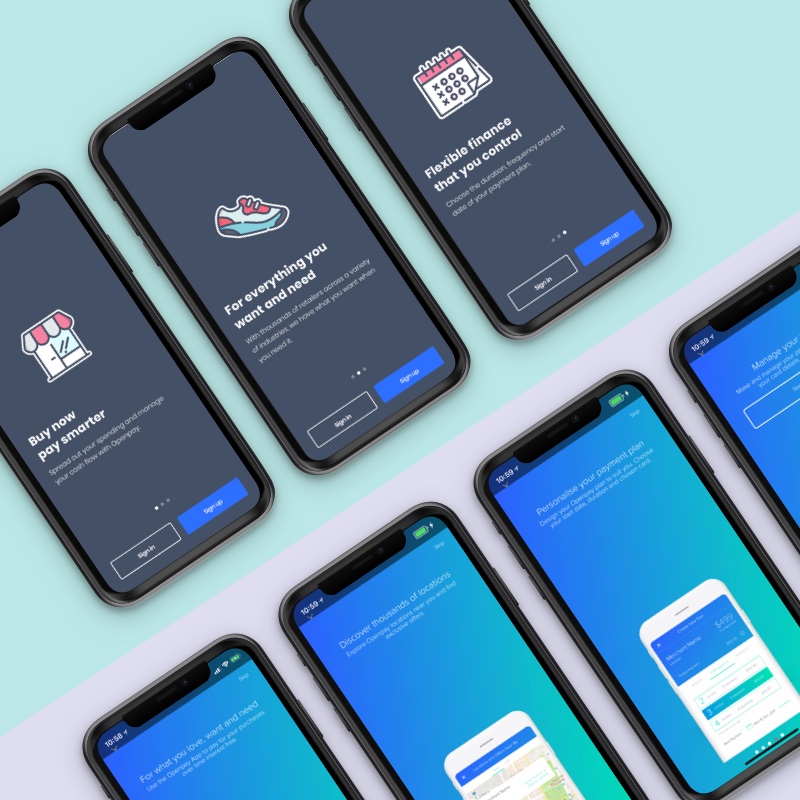 Buy now
pay smarter
Spread out your spending and manage
your cash flow with Openpay.
Sign in
Sign up
For everything you
want and need
With thousands of retailers across a variety
of industries, we have what you want when
you need it.
Sign in
Sign up
Flexible finance
that you control
Choose the duration, frequency and start
date of your payment plan.
Sign in
Sign up
10:58
Skip
For what you love, want and need
Use the Openpay App to pay for your purchases
over time interest free.
10:59
Skip
Discover thousands of locations
Explore Openpay locations near you and find
exclusive offers.
10:59
Skip
Personalise your payment plan
Design your Openpay plan to suit you. Choose
your start date, duration and chosen card.
Create New Plan
Merchant Name
$499
2
3
4
10:59
Manage your
Make and manage your
your card details